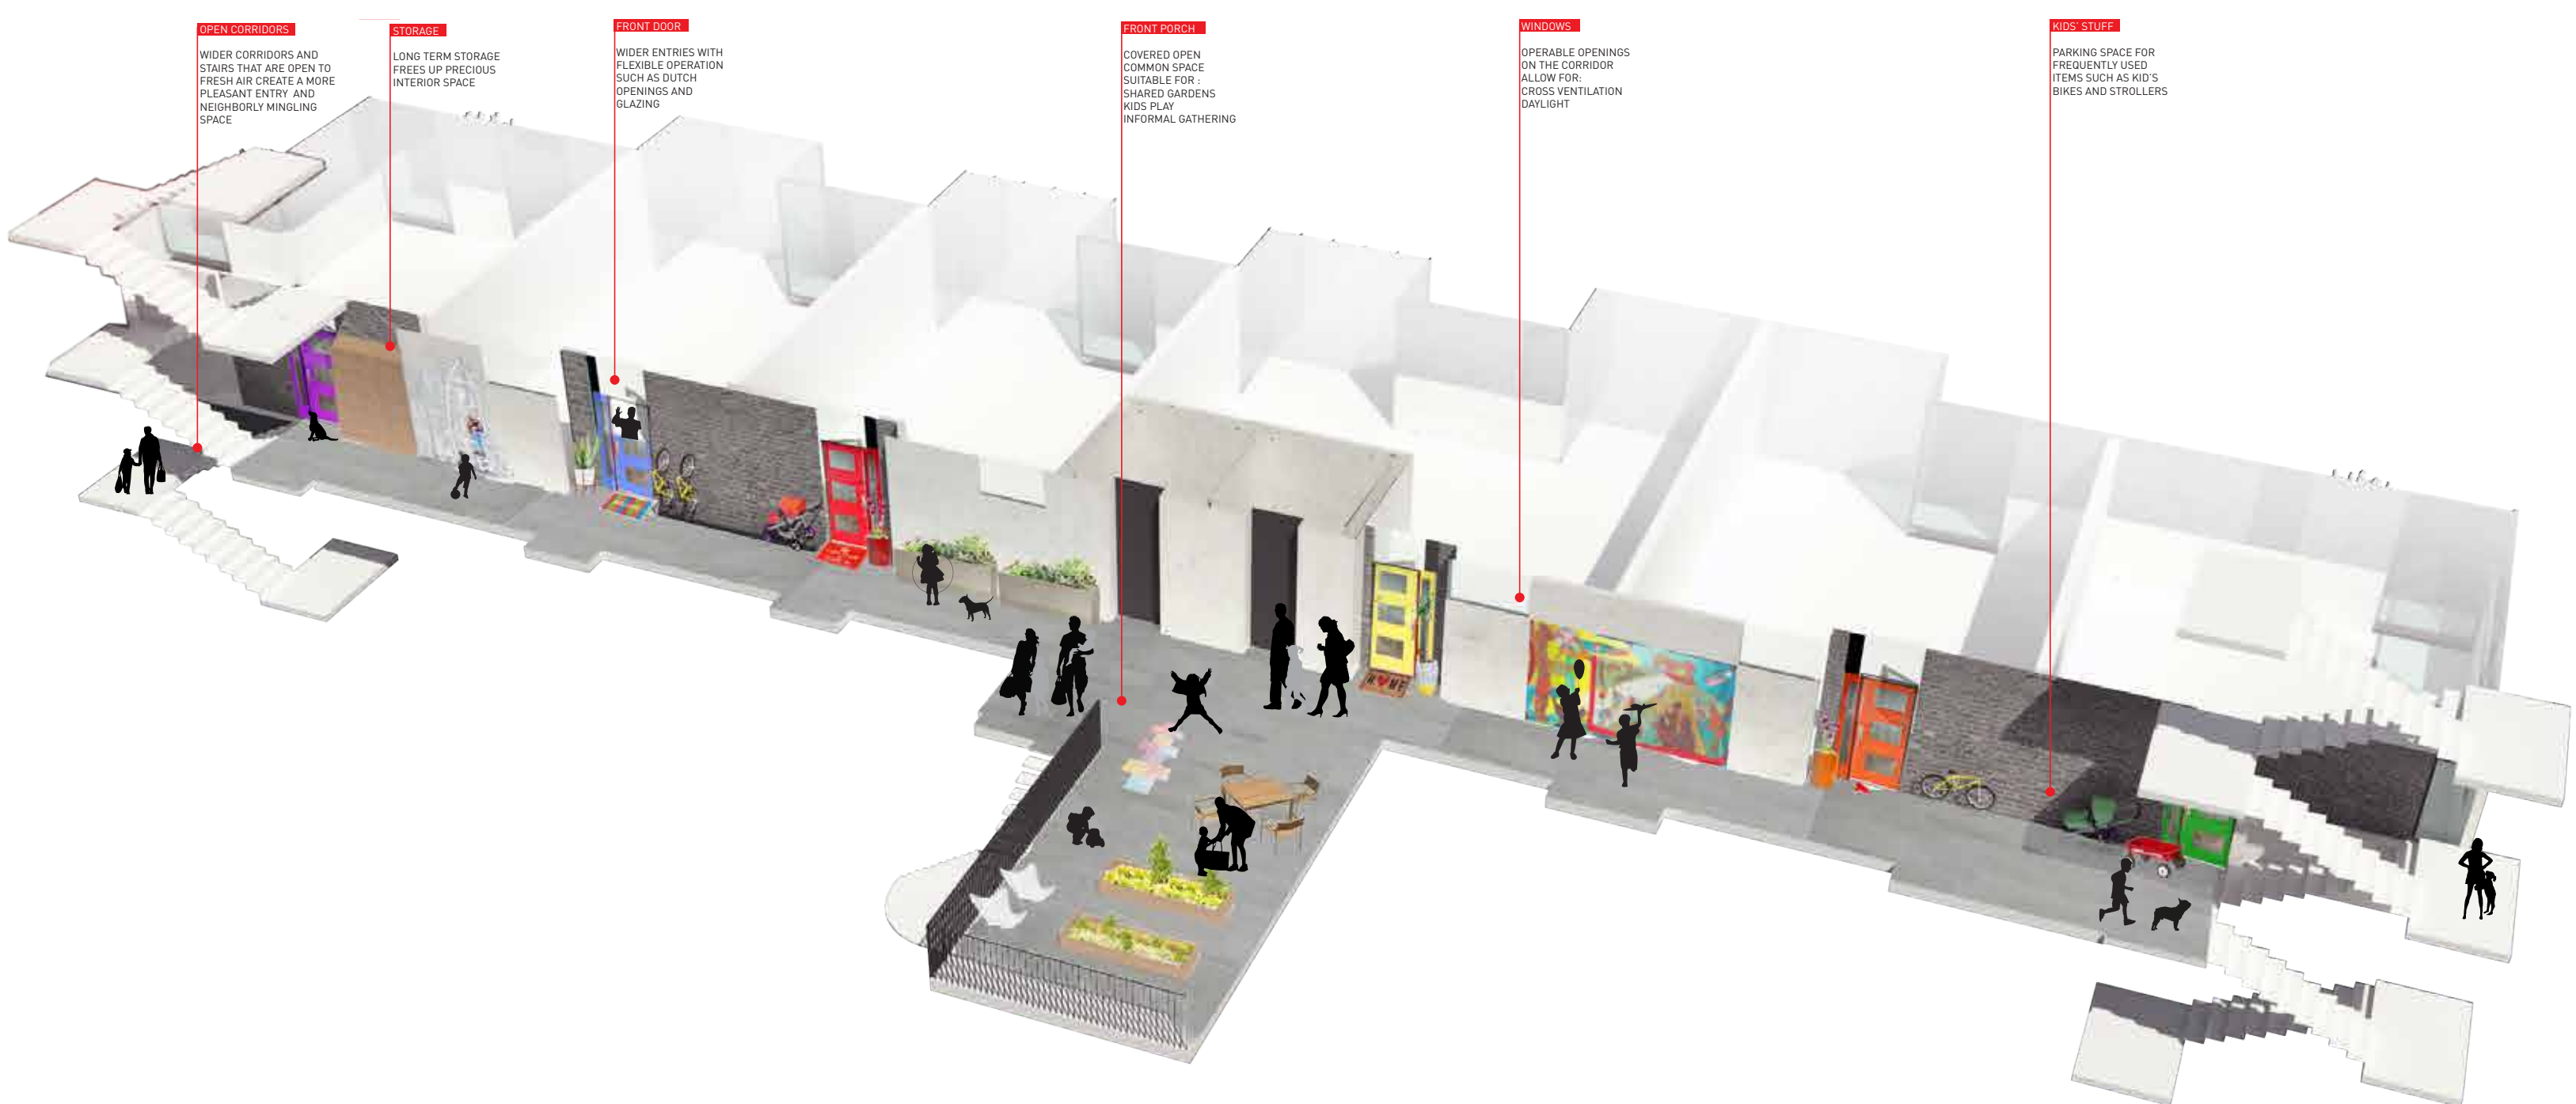 OPEN CORRIDORS
WIDER CORRIDORS AND
STAIRS THAT ARE OPEN TO
FRESH AIR CREATE A MORE
PLEASANT ENTRY AND
NEIGHBORLY MINGLING
SPACE
STORAGE
LONG TERM STORAGE
FREES UP PRECIOUS
INTERIOR SPACE
FRONT DOOR
WIDER ENTRIES WITH
FLEXIBLE OPERATION
SUCH AS DUTCH
OPENINGS AND
GLAZING
FRONT PORCH
COVERED OPEN
COMMON SPACE
SUITABLE FOR :
SHARED GARDENS
KIDS PLAY
INFORMAL GATHERING
WINDOWS
OPERABLE OPENINGS
ON THE CORRIDOR
ALLOW FOR:
CROSS VENTILATION
DAYLIGHT
KIDS' STUFF
PARKING SPACE FOR
FREQUENTLY USED
ITEMS SUCH AS KID'S
BIKES AND STROLLERS
H♥ME